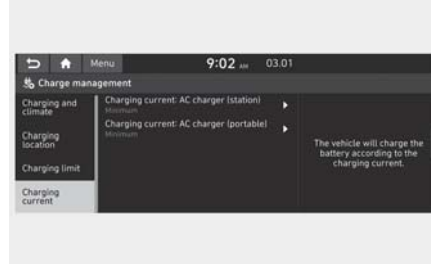 Menu
9:02 AM 03.01
Charge management
Charging and
climate
Charging
location
Charging limit
Charging
current
Charging current: AC charger (station)
Minimum
Charging current: AC charger (portable)
Minimum
The vehicle will charge the
battery according to the
charging current.